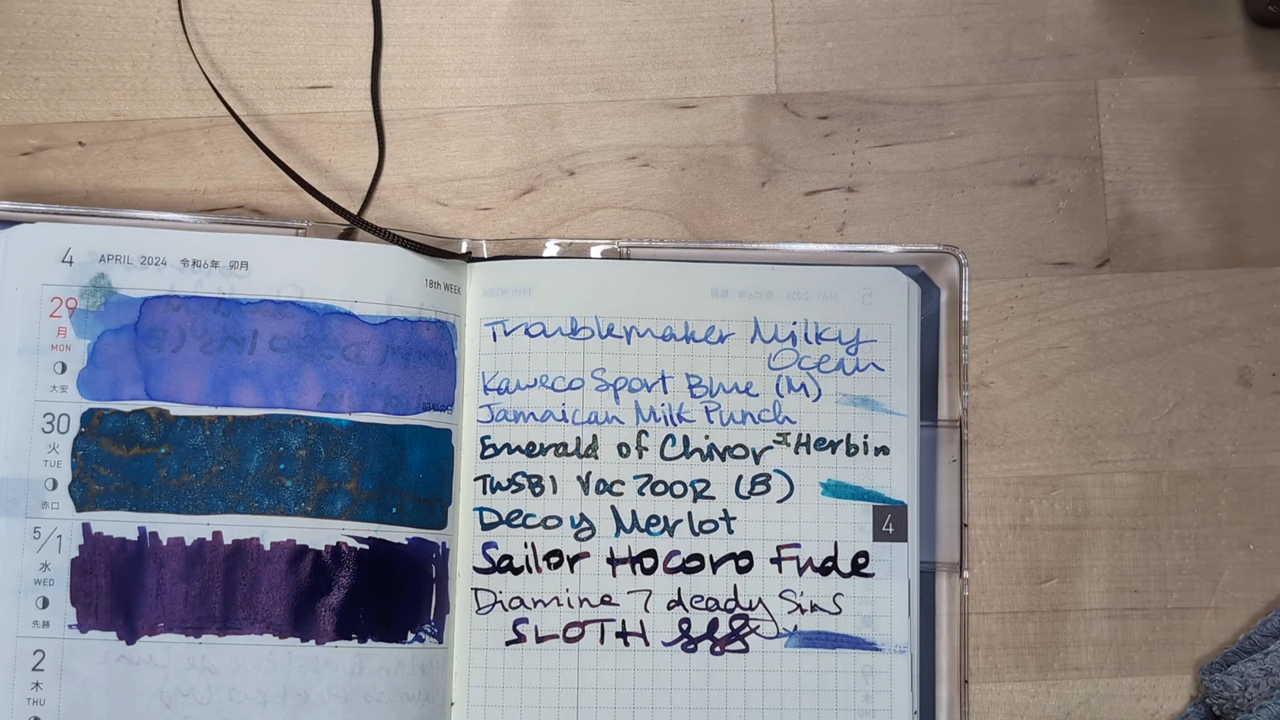 4 APRIL 2024 令和6年 卯月
18th WEEK
29
月
MON
大安
30
火
TUE
赤口
5/1
水
WED
先勝
2
木
THU
Troublemaker Milky
Ocean
Kaweco Sport Blue (M)
Jamaican Milk Punch
Emerald of Chivor Herbin
TWSBI Vac 700R (B)
Decoy Merlot
4
Sailor Hocoro Fude
Diamine 7 deady Sins
SLOTH